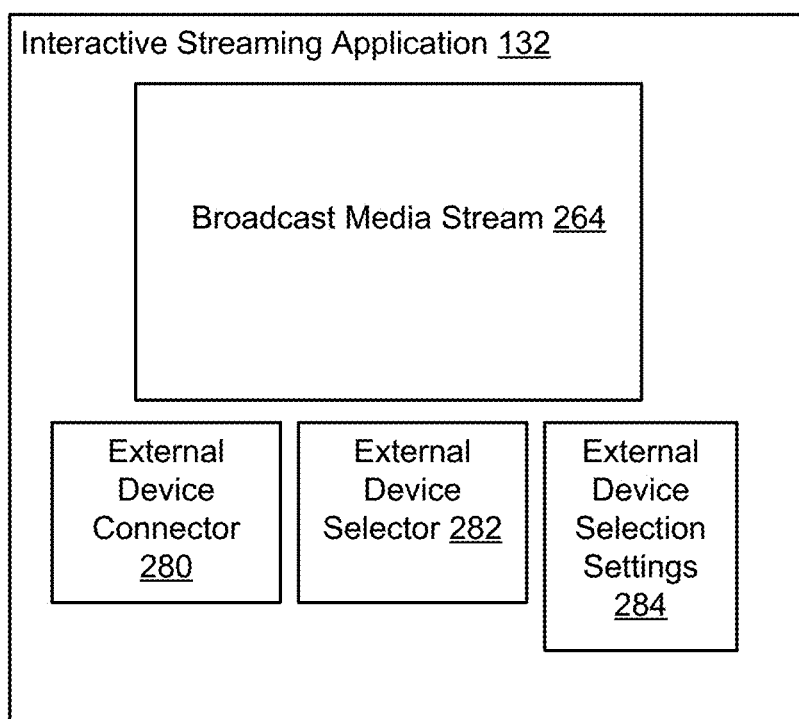 Interactive Streaming Application 132
Broadcast Media Stream 264
External
Device
Connector
280
External
Device
Selector 282
External
Device
Selection
Settings
284